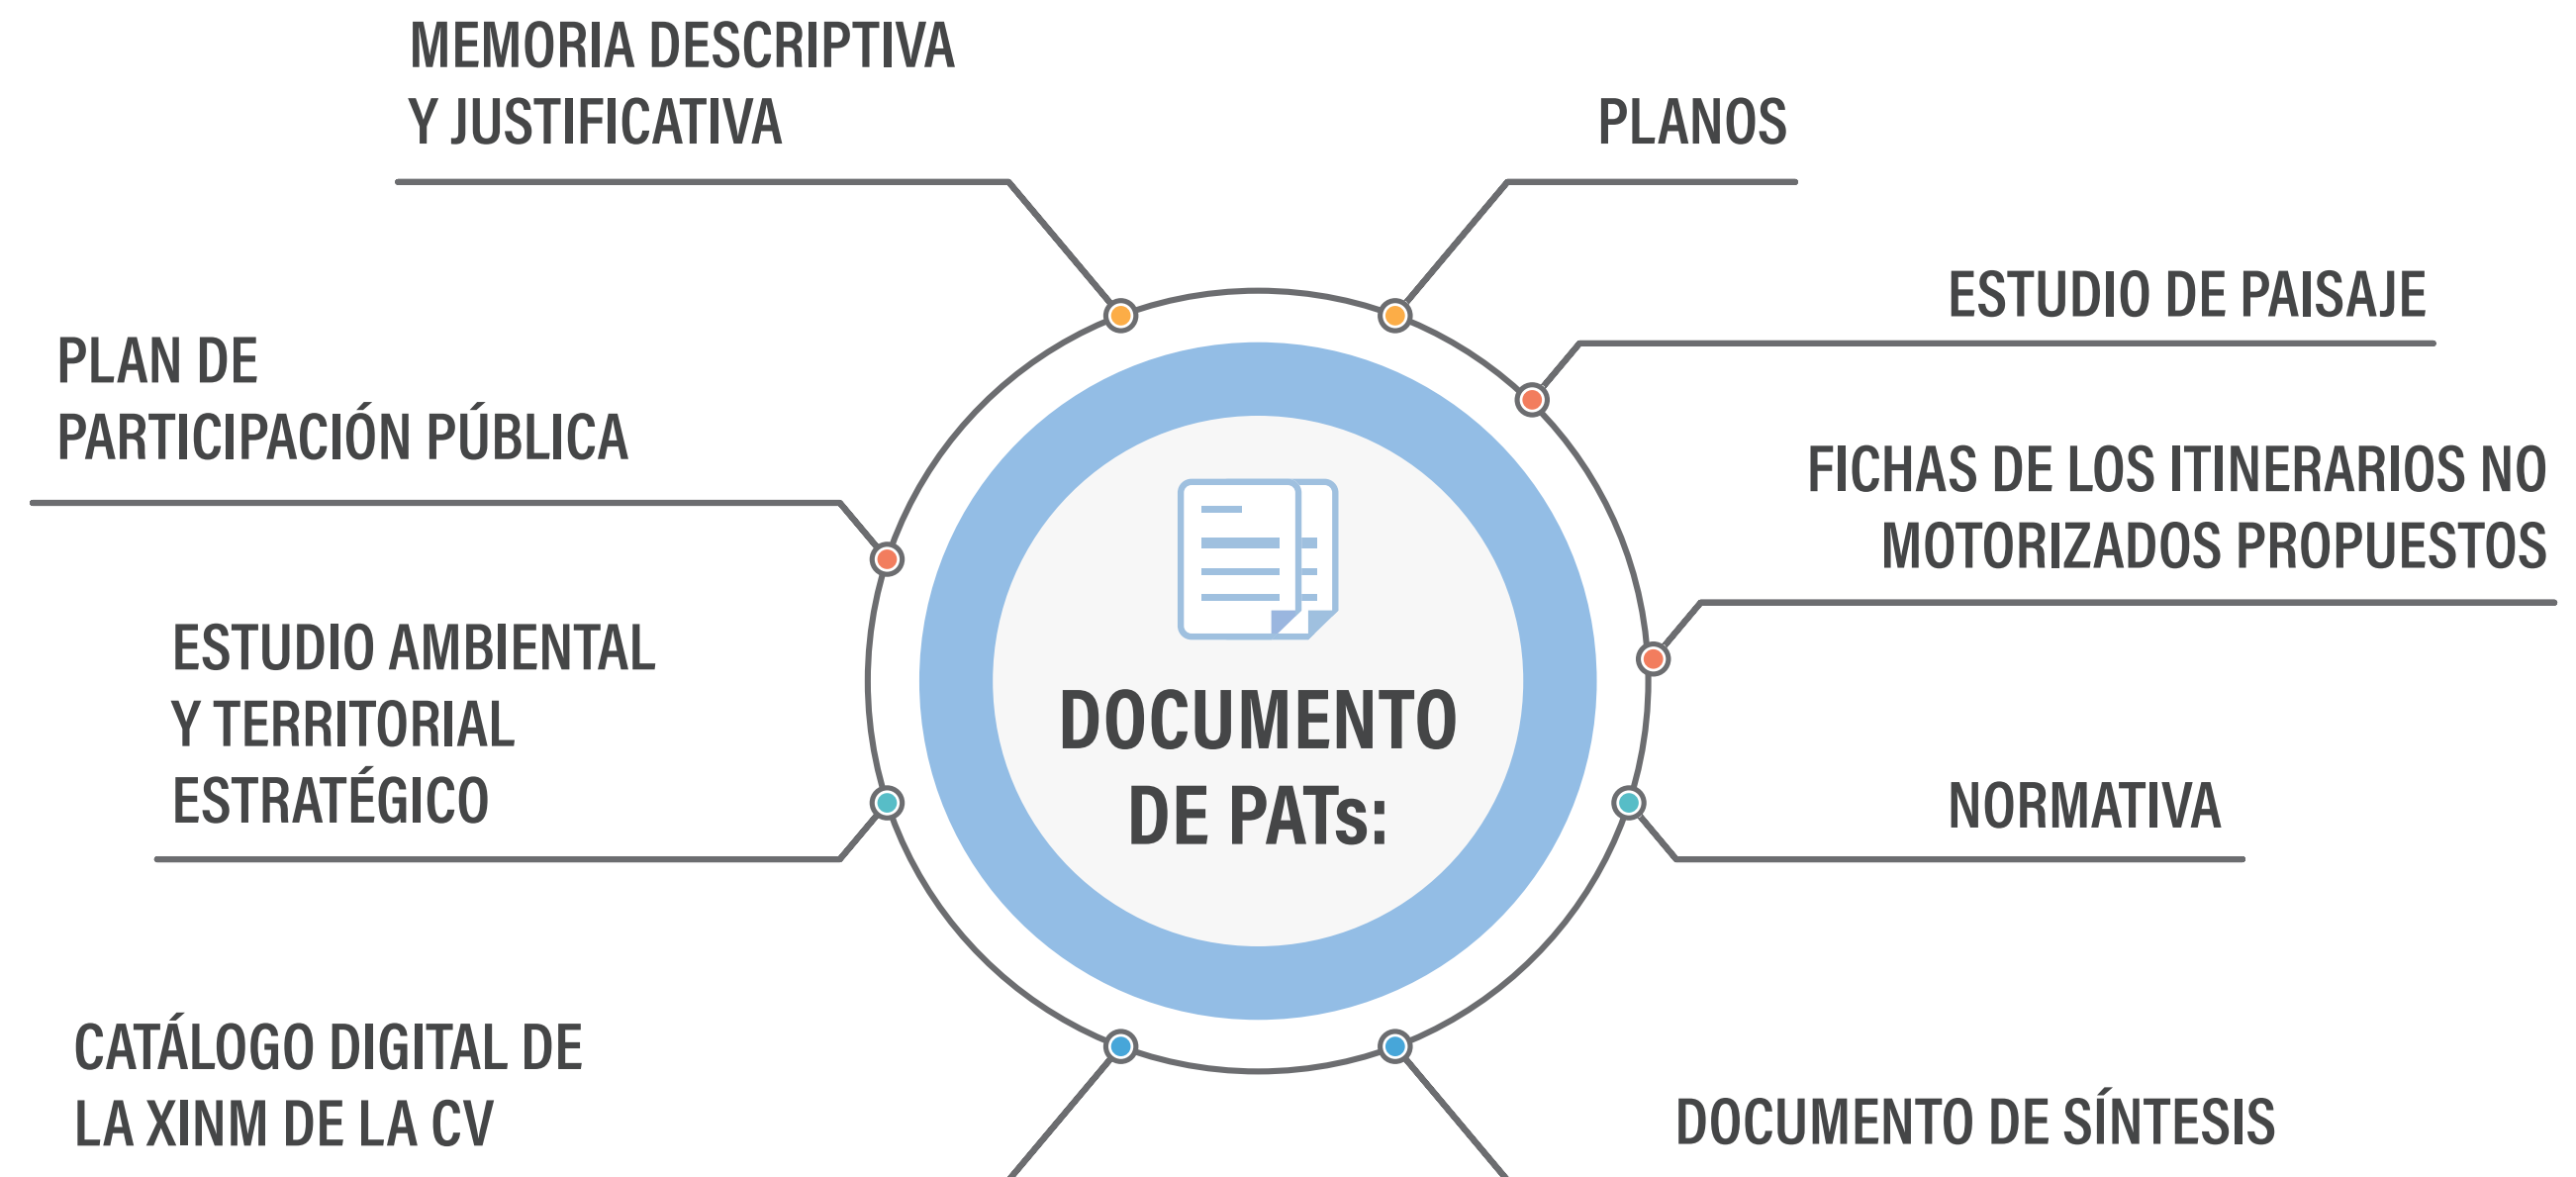 MEMORIA DESCRIPTIVA
Y JUSTIFICATIVA
PLANOS
ESTUDIO DE PAISAJE
PLAN DE
PARTICIPACIÓN PÚBLICA
FICHAS DE LOS ITINERARIOS NO
MOTORIZADOS PROPUESTOS
ESTUDIO AMBIENTAL
Y TERRITORIAL
ESTRATÉGICO
DOCUMENTO
DE PATs:
NORMATIVA
CATÁLOGO DIGITAL DE
LA XINM DE LA CV
DOCUMENTO DE SÍNTESIS